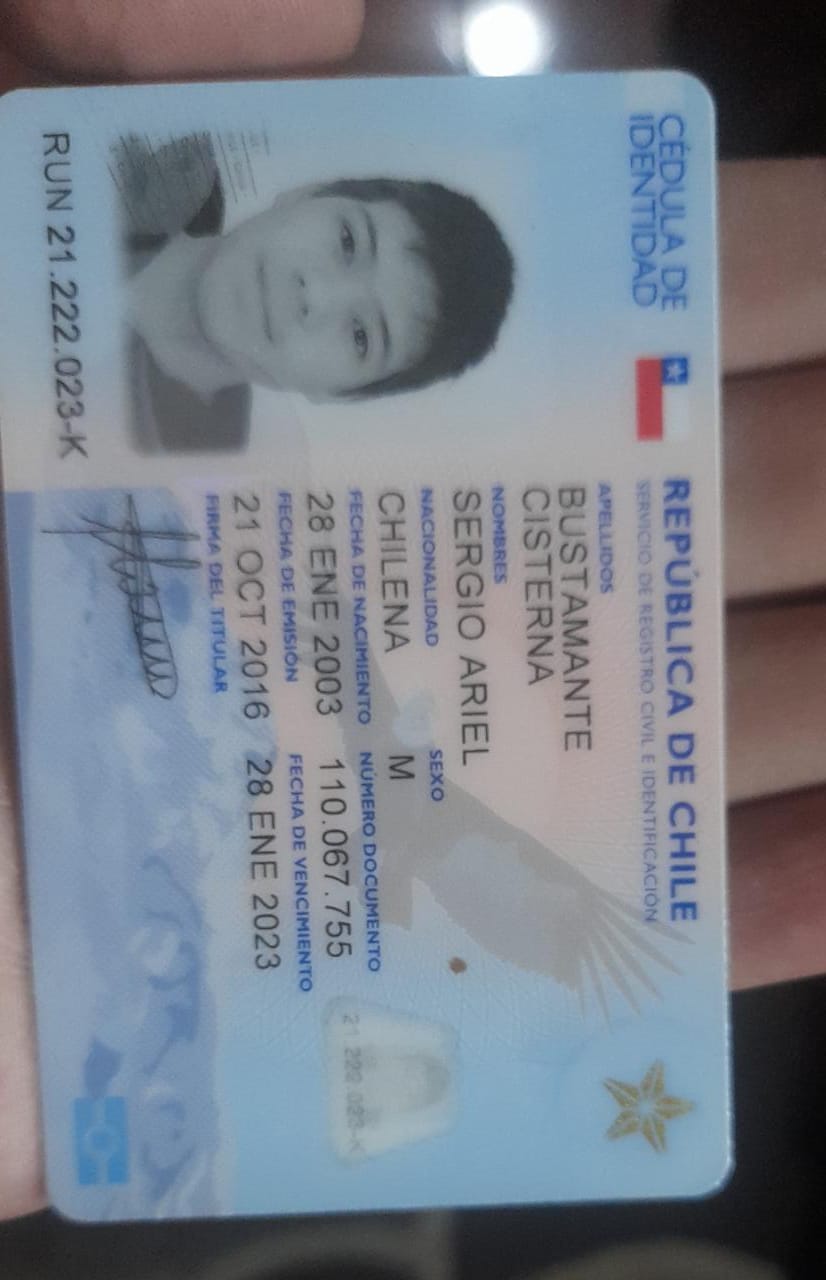 CÉDULA DE
IDENTIDAD
REPÚBLICA DE CHILE
SERVICIO DE REGISTRO CIVIL E IDENTIFICACIÓN
APELLIDOS
BUSTAMANTE
CISTERNA
NOMBRES
SERGIO ARIEL
NACIONALIDAD SEXO
CHILENA M
FECHA DE NACIMIENTO NÚMERO DOCUMENTO
28 ENE 2003 110.067.755
FECHA DE EMISIÓN FECHA DE VENCIMIENTO
21 OCT 2016 28 ENE 2023
FIRMA DEL TITULAR
RUN 21.222.023-K
21 222 023-K